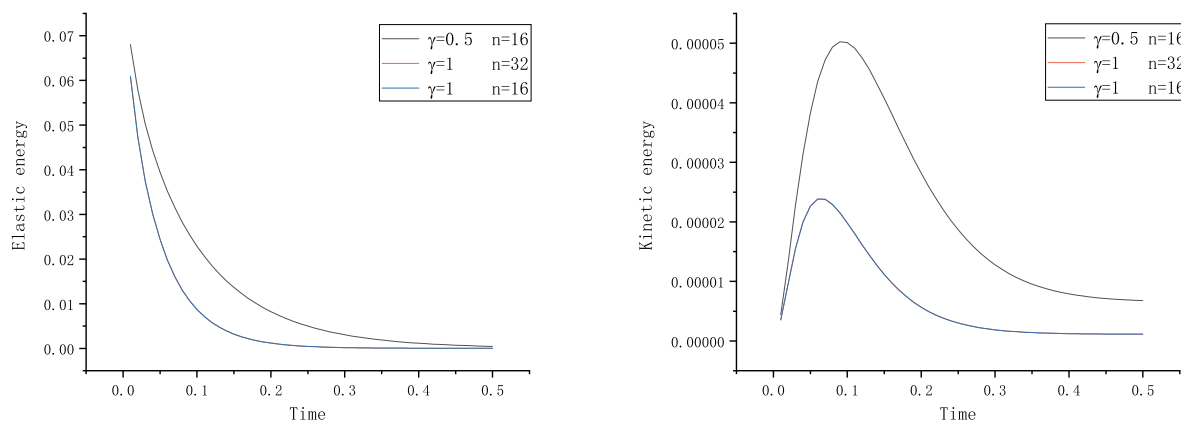 0.07
0.06
0.05
0.04
0.03
0.02
0.01
0.00
Elastic energy
0.0 0.1 0.2 0.3 0.4 0.5
Time
γ=0.5 n=16
γ=1 n=32
γ=1 n=16
0.00005
0.00004
0.00003
0.00002
0.00001
0.00000
Kinetic energy
0.0 0.1 0.2 0.3 0.4 0.5
Time
γ=0.5 n=16
γ=1 n=32
γ=1 n=16